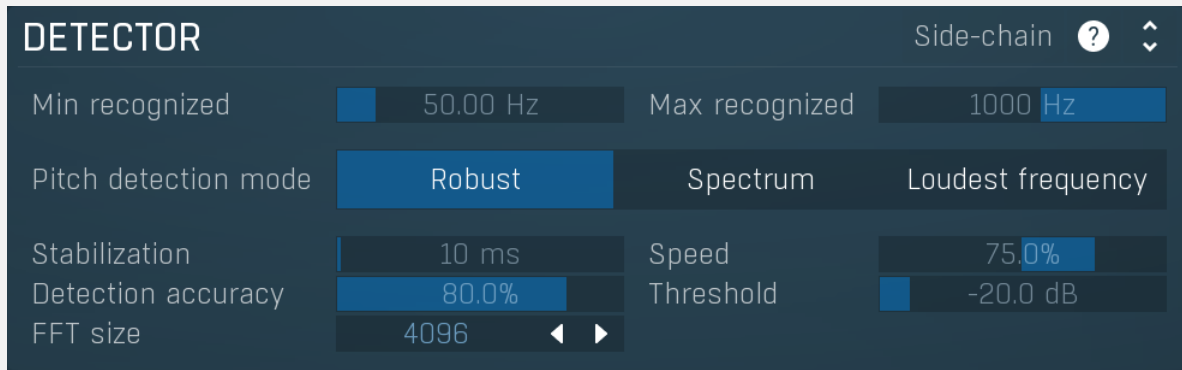 DETECTOR Side-chain ?
Min recognized 50.00 Hz Max recognized 1000 Hz
Pitch detection mode Robust Spectrum Loudest frequency
Stabilization 10 ms Speed 75.0%
Detection accuracy 80.0% Threshold -20.0 dB
FFT size 4096